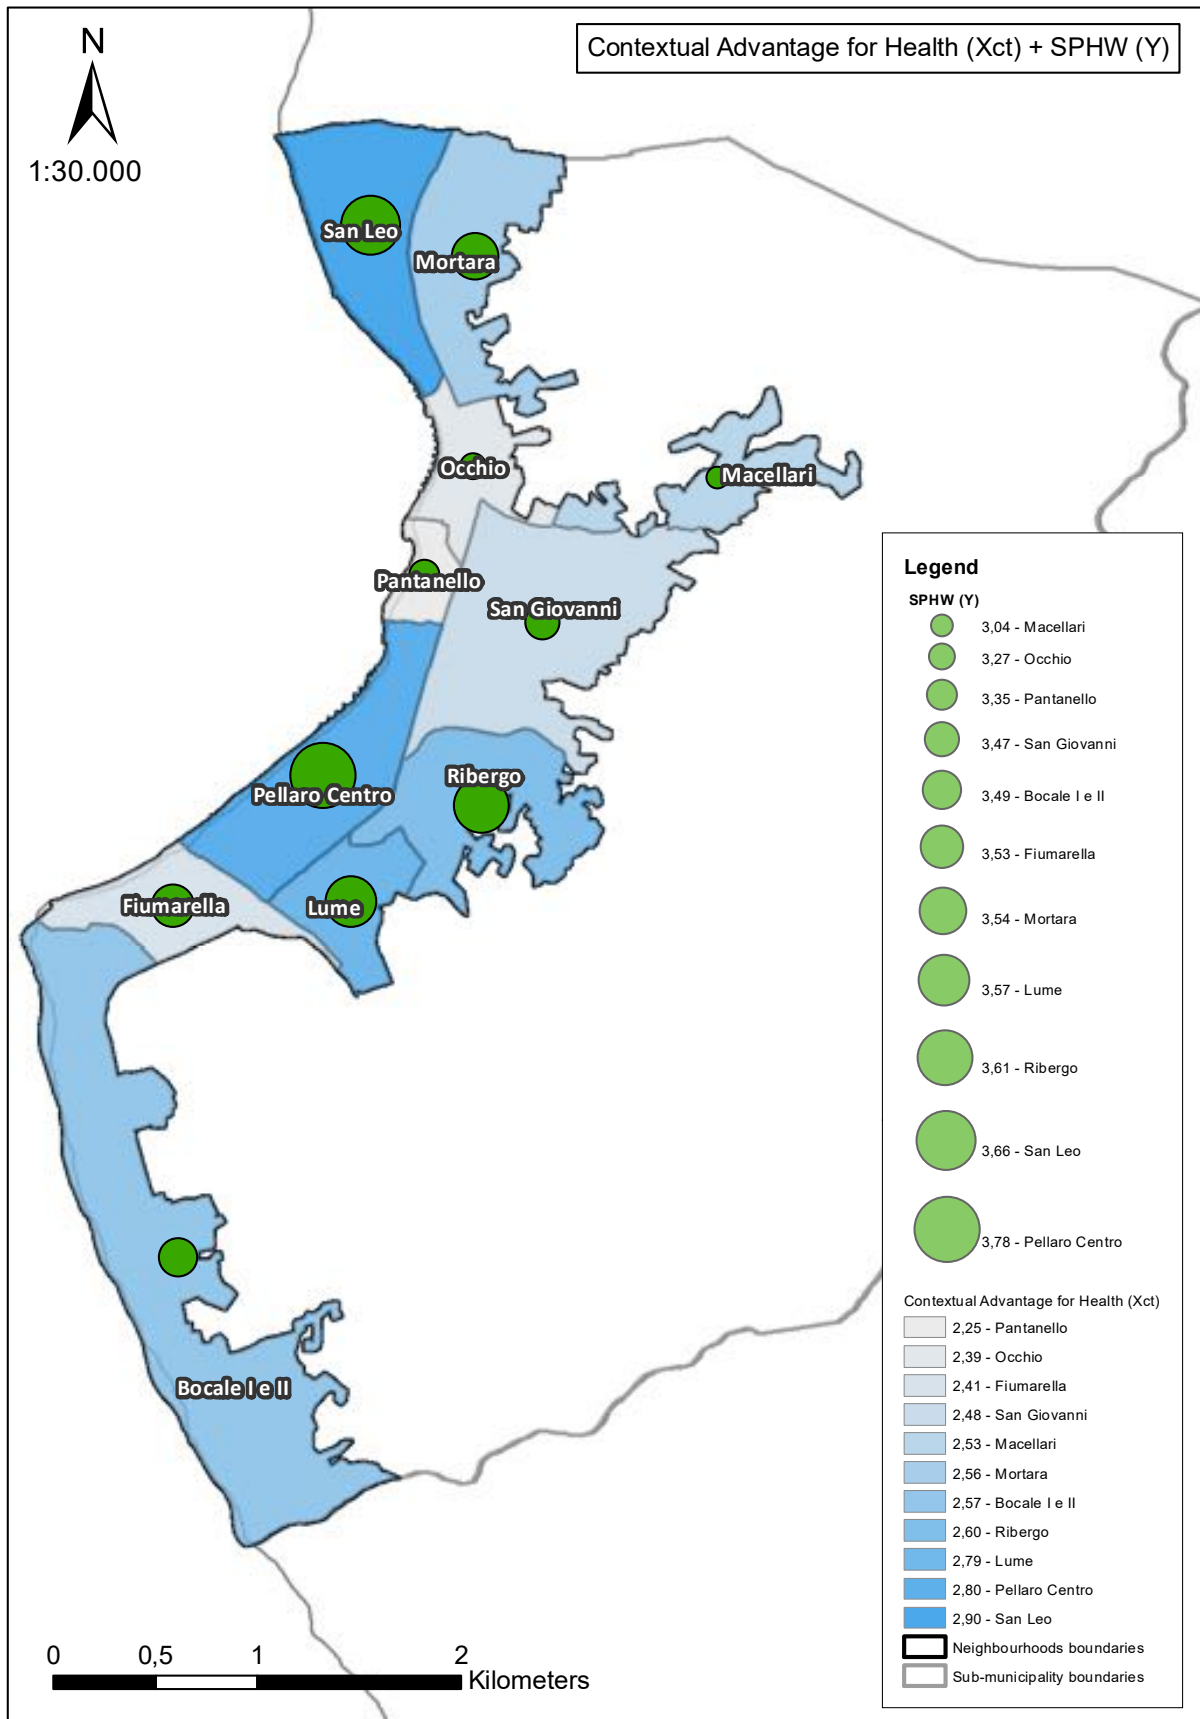 Contextual Advantage for Health (Xct) + SPHW (Y)
N
1:30.000
San Leo
Mortara
Occhio
Macellari
Pantanello
San Giovanni
Pellaro Centro
Ribergo
Fiumarella
Lume
Bocale I e II
Legend
SPHW (Y)
3,04 - Macellari
3,27 - Occhio
3,35 - Pantanello
3,47 - San Giovanni
3,49 - Bocale I e II
3,53 - Fiumarella
3,54 - Mortara
3,57 - Lume
3,61 - Ribergo
3,66 - San Leo
3,78 - Pellaro Centro
Contextual Advantage for Health (Xct)
2,25 - Pantanello
2,39 - Occhio
2,41 - Fiumarella
2,48 - San Giovanni
2,53 - Macellari
2,56 - Mortara
2,57 - Bocale I e II
2,60 - Ribergo
2,79 - Lume
2,80 - Pellaro Centro
2,90 - San Leo
Neighbourhoods boundaries
Sub-municipality boundaries
0 0,5 1 2
Kilometers